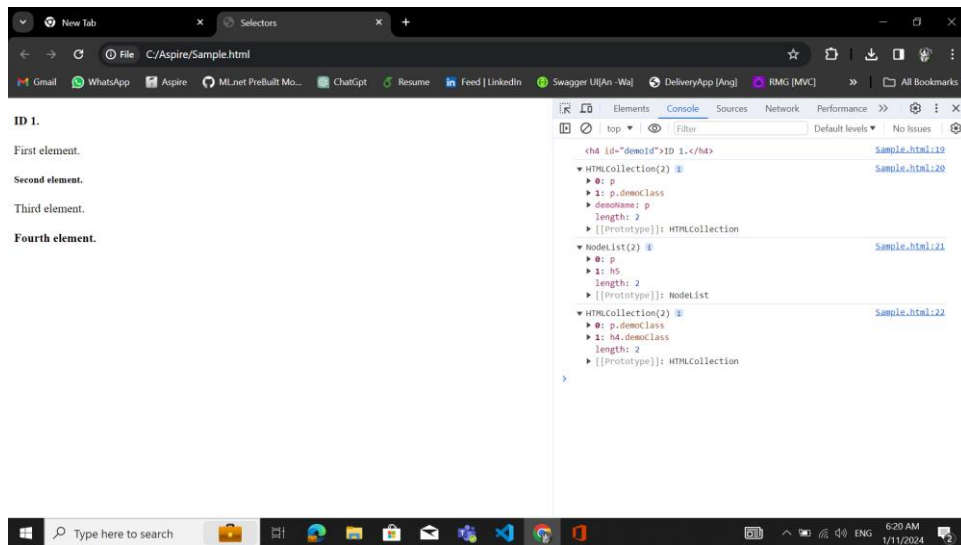 New Tab
Selectors
File C:/Aspire/Sample.html
Gmail WhatsApp Aspire ML.net PreBuilt Mo... ChatGpt Resume Feed | LinkedIn Swagger UI[An -Wa] DeliveryApp [Ang] RMG [MVC] » All Bookmarks
ID 1.
First element.
Second element.
Third element.
Fourth element.
Elements Console Sources Network Performance »
top Filter Default levels No Issues
<h4 id="demoId">ID 1.</h4> Sample.html:19
HTMLCollection(2) Sample.html:20
0: p
1: p.demoClass
demoName: p
length: 2
[[Prototype]]: HTMLCollection
NodeList(2) Sample.html:21
0: p
1: h5
length: 2
[[Prototype]]: NodeList
HTMLCollection(2) Sample.html:22
0: p.demoClass
1: h4.demoClass
length: 2
[[Prototype]]: HTMLCollection
Type here to search
ENG
6:20 AM
1/11/2024
2